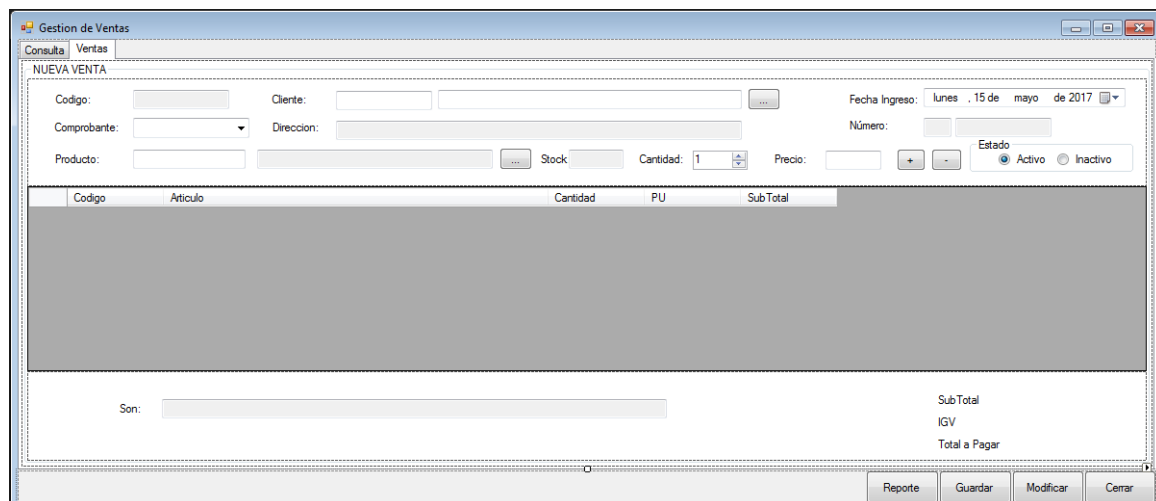 Gestion de Ventas
Consulta Ventas
NUEVA VENTA
Codigo: Cliente: ... Fecha Ingreso: lunes , 15 de mayo de 2017
Comprobante: Direccion: Número:
Producto: ... Stock Cantidad: 1 Precio: + - Estado Activo Inactivo
Codigo Articulo Cantidad PU SubTotal
Son: SubTotal
IGV
Total a Pagar
Reporte Guardar Modificar Cerrar